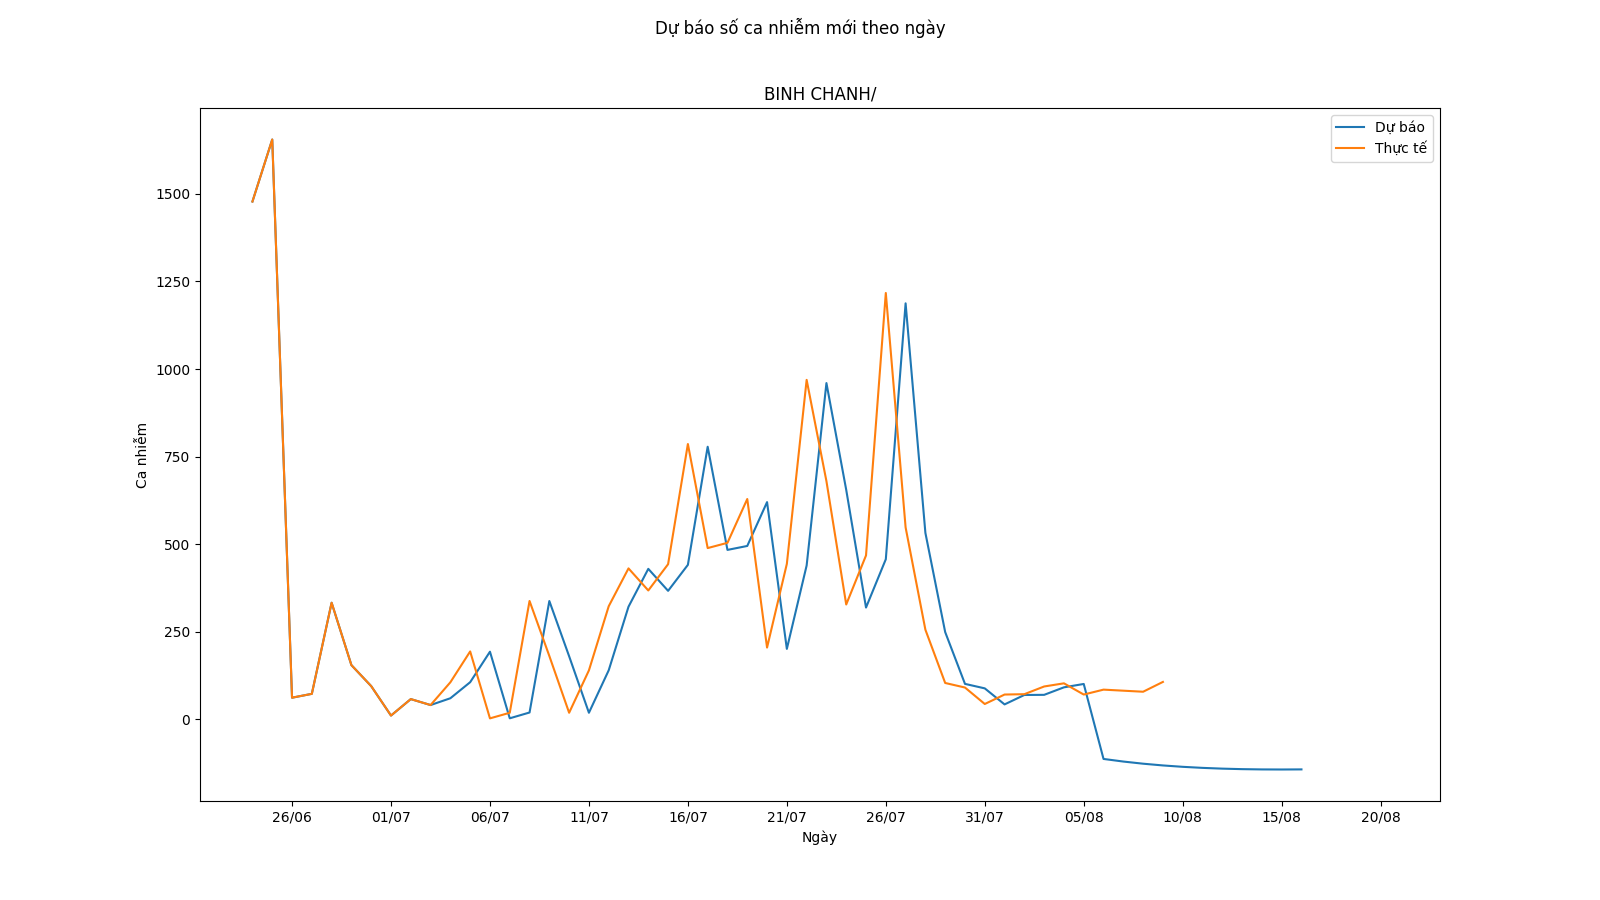 Dự báo số ca nhiễm mới theo ngày
BINH CHANH/
Dự báo
Thực tế
1500
1250
1000
750
500
250
0
Ca nhiễm
26/06 01/07 06/07 11/07 16/07 21/07 26/07 31/07 05/08 10/08 15/08 20/08
Ngày